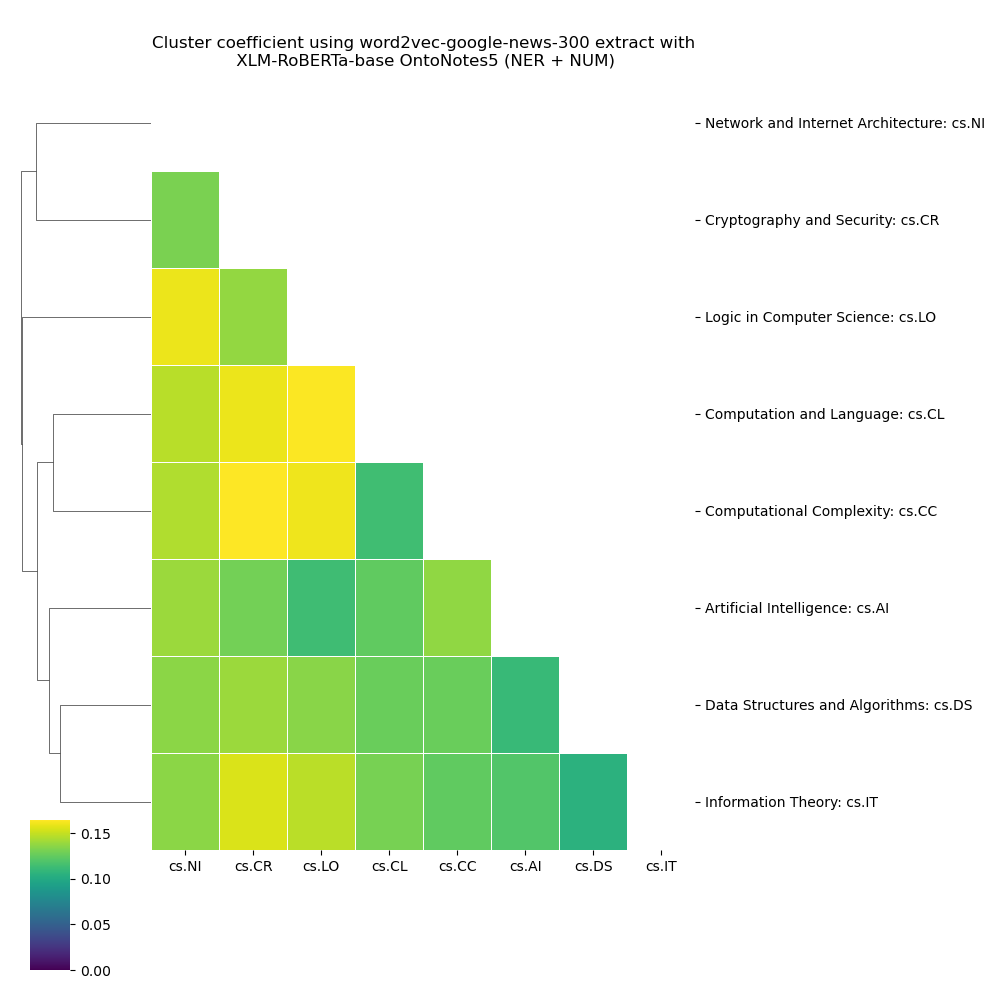 Cluster coefficient using word2vec-google-news-300 extract with
XLM-RoBERTa-base OntoNotes5 (NER + NUM)
Network and Internet Architecture: cs.NI
Cryptography and Security: cs.CR
Logic in Computer Science: cs.LO
Computation and Language: cs.CL
Computational Complexity: cs.CC
Artificial Intelligence: cs.AI
Data Structures and Algorithms: cs.DS
Information Theory: cs.IT
cs.NI cs.CR cs.LO cs.CL cs.CC cs.AI cs.DS cs.IT
0.15
0.10
0.05
0.00